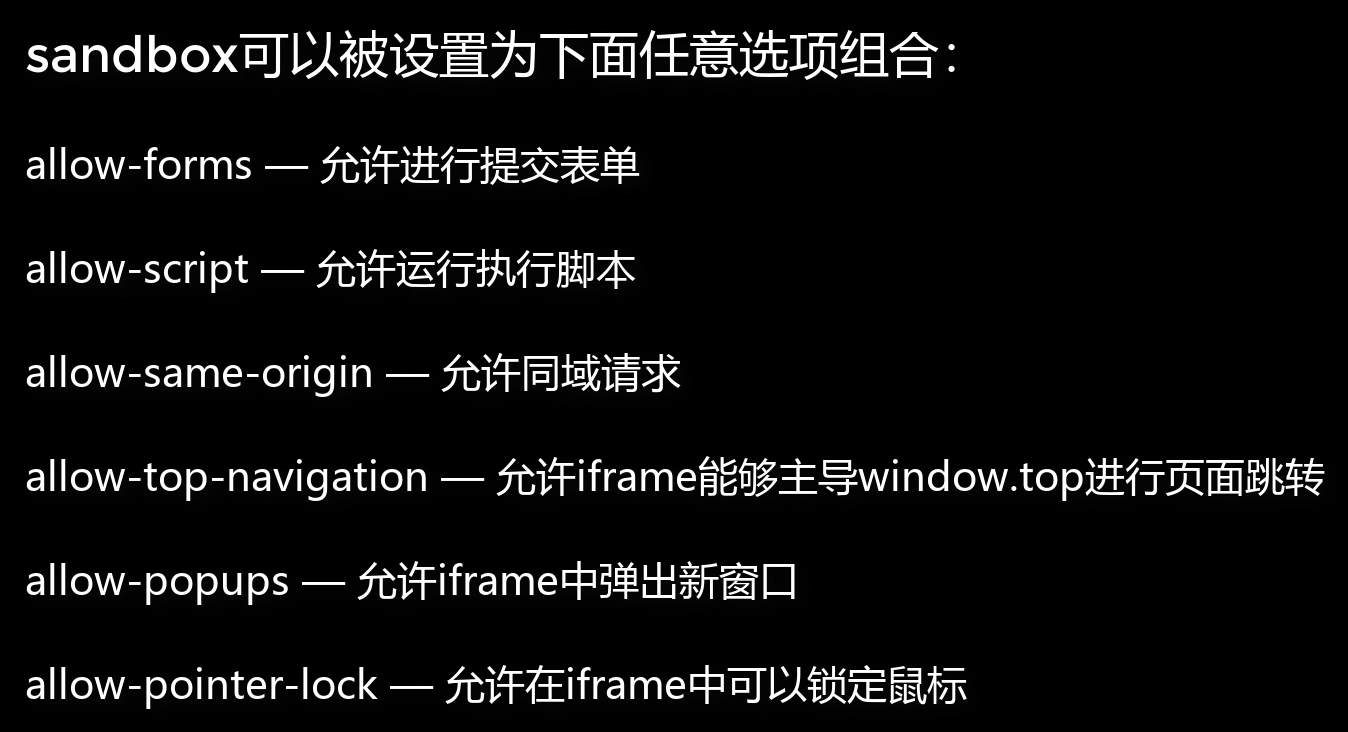 sandbox可以被设置为下面任意选项组合：
allow-forms — 允许进行提交表单
allow-script — 允许运行执行脚本
allow-same-origin — 允许同域请求
allow-top-navigation — 允许iframe能够主导window.top进行页面跳转
allow-popups — 允许iframe中弹出新窗口
allow-pointer-lock — 允许在iframe中可以锁定鼠标